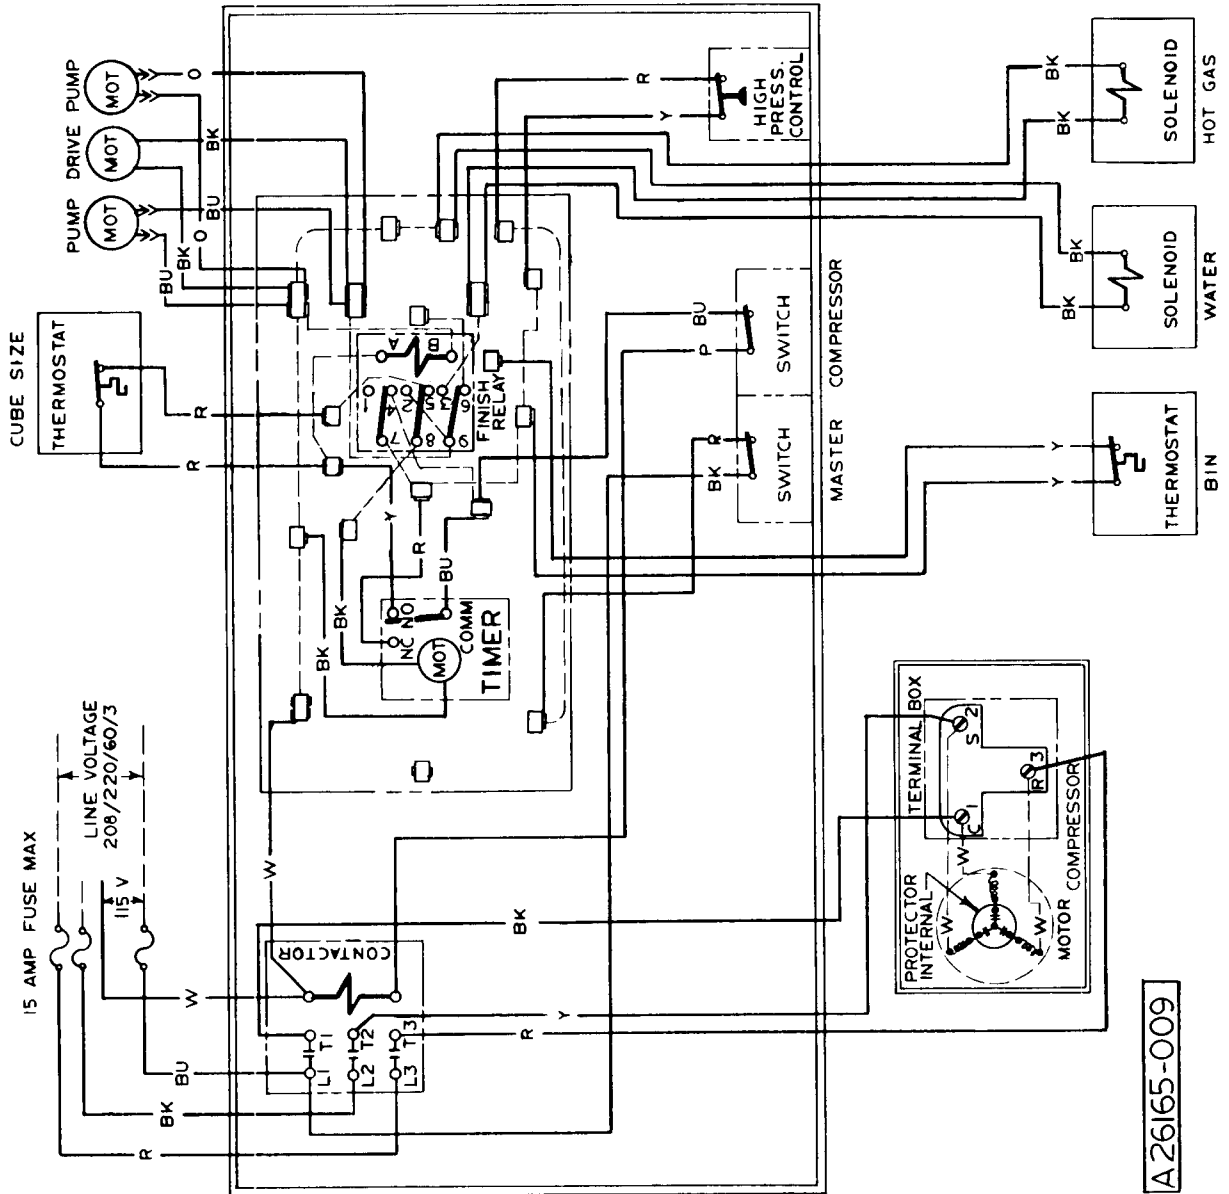 PUMP
DRIVE
PUMP
MOT
MOT
MOT
O
BK
BU
O
BK
BU
CUBE SIZE
THERMOSTAT
R
R
HIGH
PRESS.
CONTROL
R
Y
A
B
1
4
2
5
3
6
7
8
9
FINISH
RELAY
SOLENOID
HOT GAS
BK
BK
SOLENOID
WATER
BK
BK
SWITCH
COMPRESSOR
BU
P
SWITCH
MASTER
R
BK
THERMOSTAT
BIN
Y
Y
Y
R
BU
BK
BK
NO
NC
COMM
MOT
TIMER
15 AMP FUSE MAX
LINE VOLTAGE
208/220/60/3
115 V
W
W
BU
BK
R
CONTACTOR
T1
T2
T3
L1
L2
L3
BK
Y
R
TERMINAL BOX
S 2
C 1
R 3
PROTECTOR
INTERNAL
W
W
W
MOTOR
COMPRESSOR
A26165-009